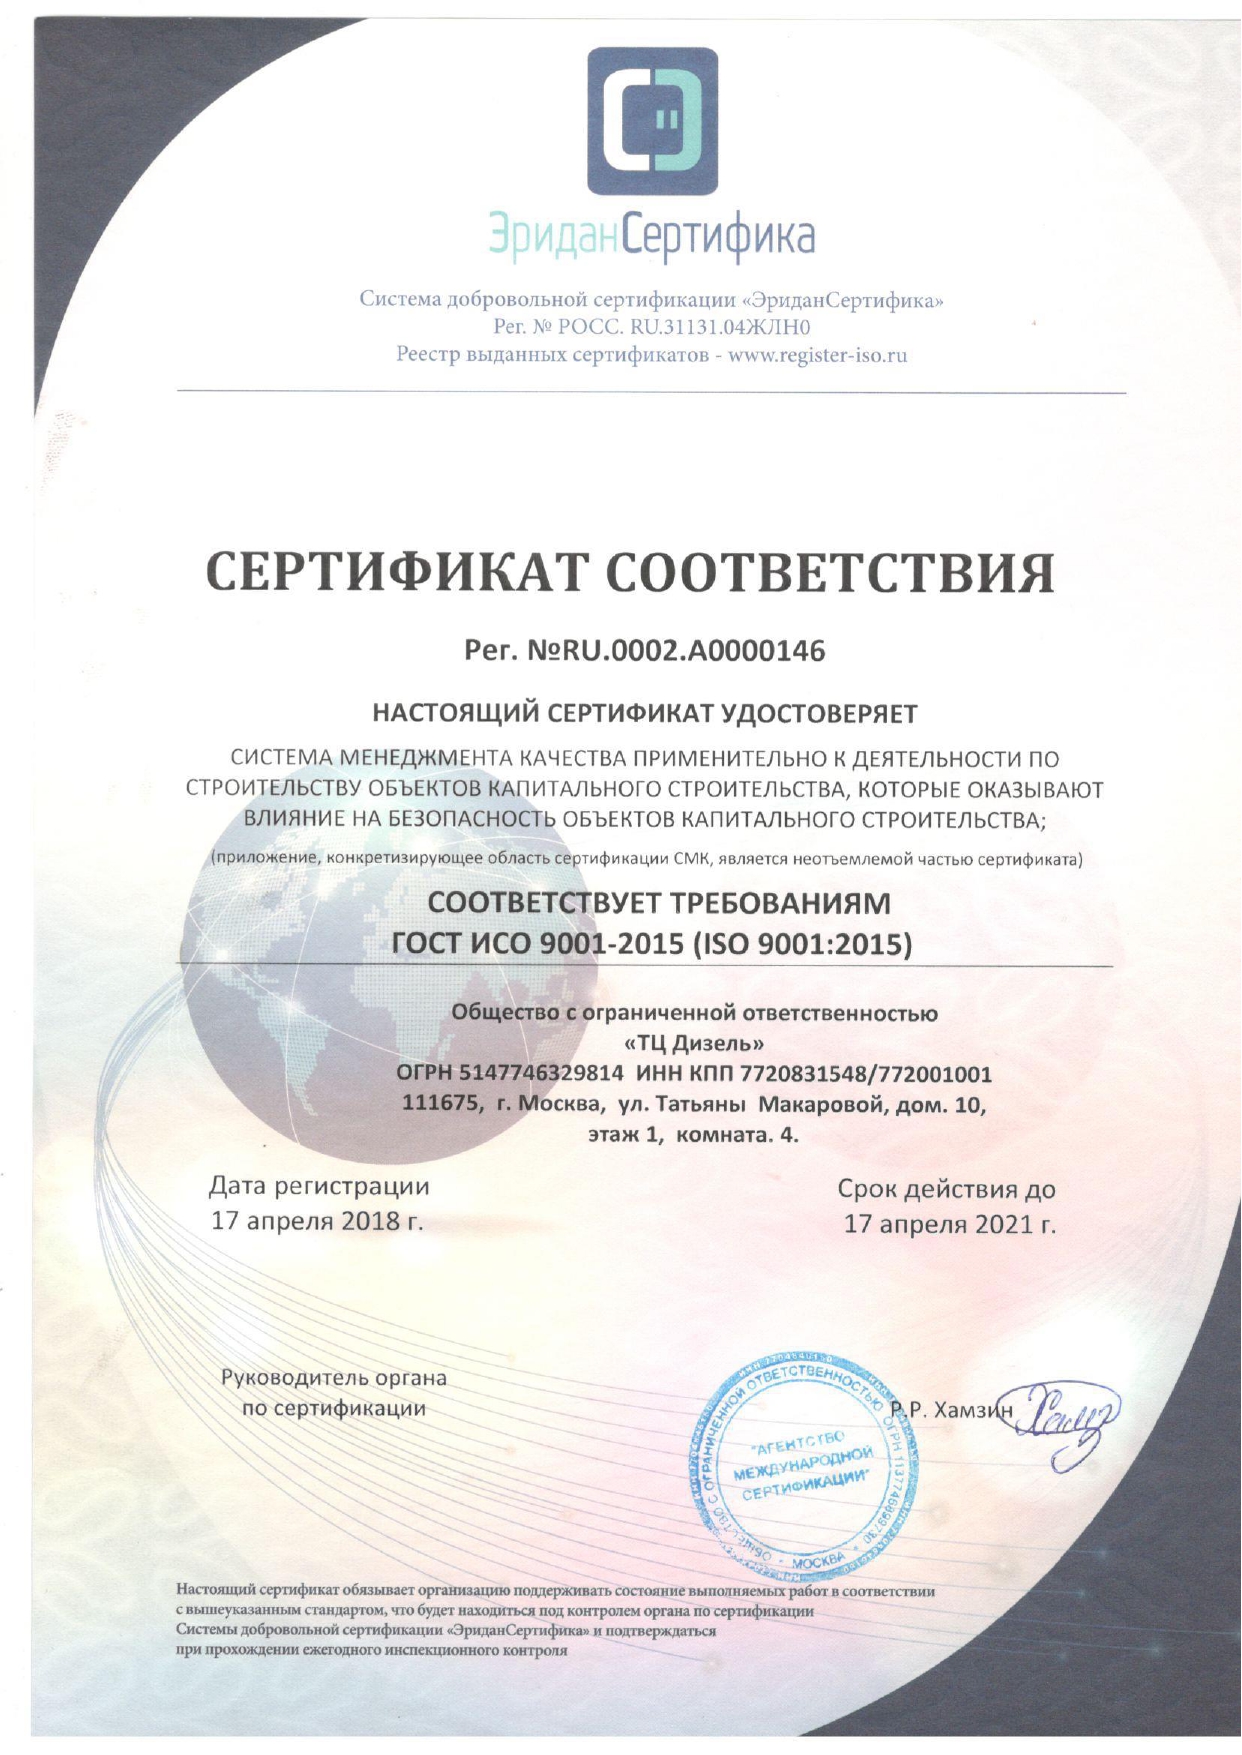 ЭриданСертифика
Система добровольной сертификации «ЭриданСертифика»
Рег. № РОСС. RU.31131.04ЖЛН0
Реестр выданных сертификатов - www.register-iso.ru
СЕРТИФИКАТ СООТВЕТСТВИЯ
Рег. №RU.0002.А0000146
НАСТОЯЩИЙ СЕРТИФИКАТ УДОСТОВЕРЯЕТ
СИСТЕМА МЕНЕДЖМЕНТА КАЧЕСТВА ПРИМЕНИТЕЛЬНО К ДЕЯТЕЛЬНОСТИ ПО
СТРОИТЕЛЬСТВУ ОБЪЕКТОВ КАПИТАЛЬНОГО СТРОИТЕЛЬСТВА, КОТОРЫЕ ОКАЗЫВАЮТ
ВЛИЯНИЕ НА БЕЗОПАСНОСТЬ ОБЪЕКТОВ КАПИТАЛЬНОГО СТРОИТЕЛЬСТВА;
(приложение, конкретизирующее область сертификации СМК, является неотъемлемой частью сертификата)
СООТВЕТСТВУЕТ ТРЕБОВАНИЯМ
ГОСТ ИСО 9001-2015 (ISO 9001:2015)
Общество с ограниченной ответственностью
«ТЦ Дизель»
ОГРН 5147746329814 ИНН КПП 7720831548/772001001
111675, г. Москва, ул. Татьяны Макаровой, дом. 10,
этаж 1, комната. 4.
Дата регистрации
17 апреля 2018 г.
Срок действия до
17 апреля 2021 г.
Руководитель органа
по сертификации
Р.Р. Хамзин
ОБЩЕСТВО С ОГРАНИЧЕННОЙ ОТВЕТСТВЕННОСТЬЮ ОГРН 1137746899730
"АГЕНТСТВО
МЕЖДУНАРОДНОЙ
СЕРТИФИКАЦИИ"
МОСКВА
Настоящий сертификат обязывает организацию поддерживать состояние выполняемых работ в соответствии
с вышеуказанным стандартом, что будет находиться под контролем органа по сертификации
Системы добровольной сертификации «ЭриданСертифика» и подтверждаться
при прохождении ежегодного инспекционного контроля